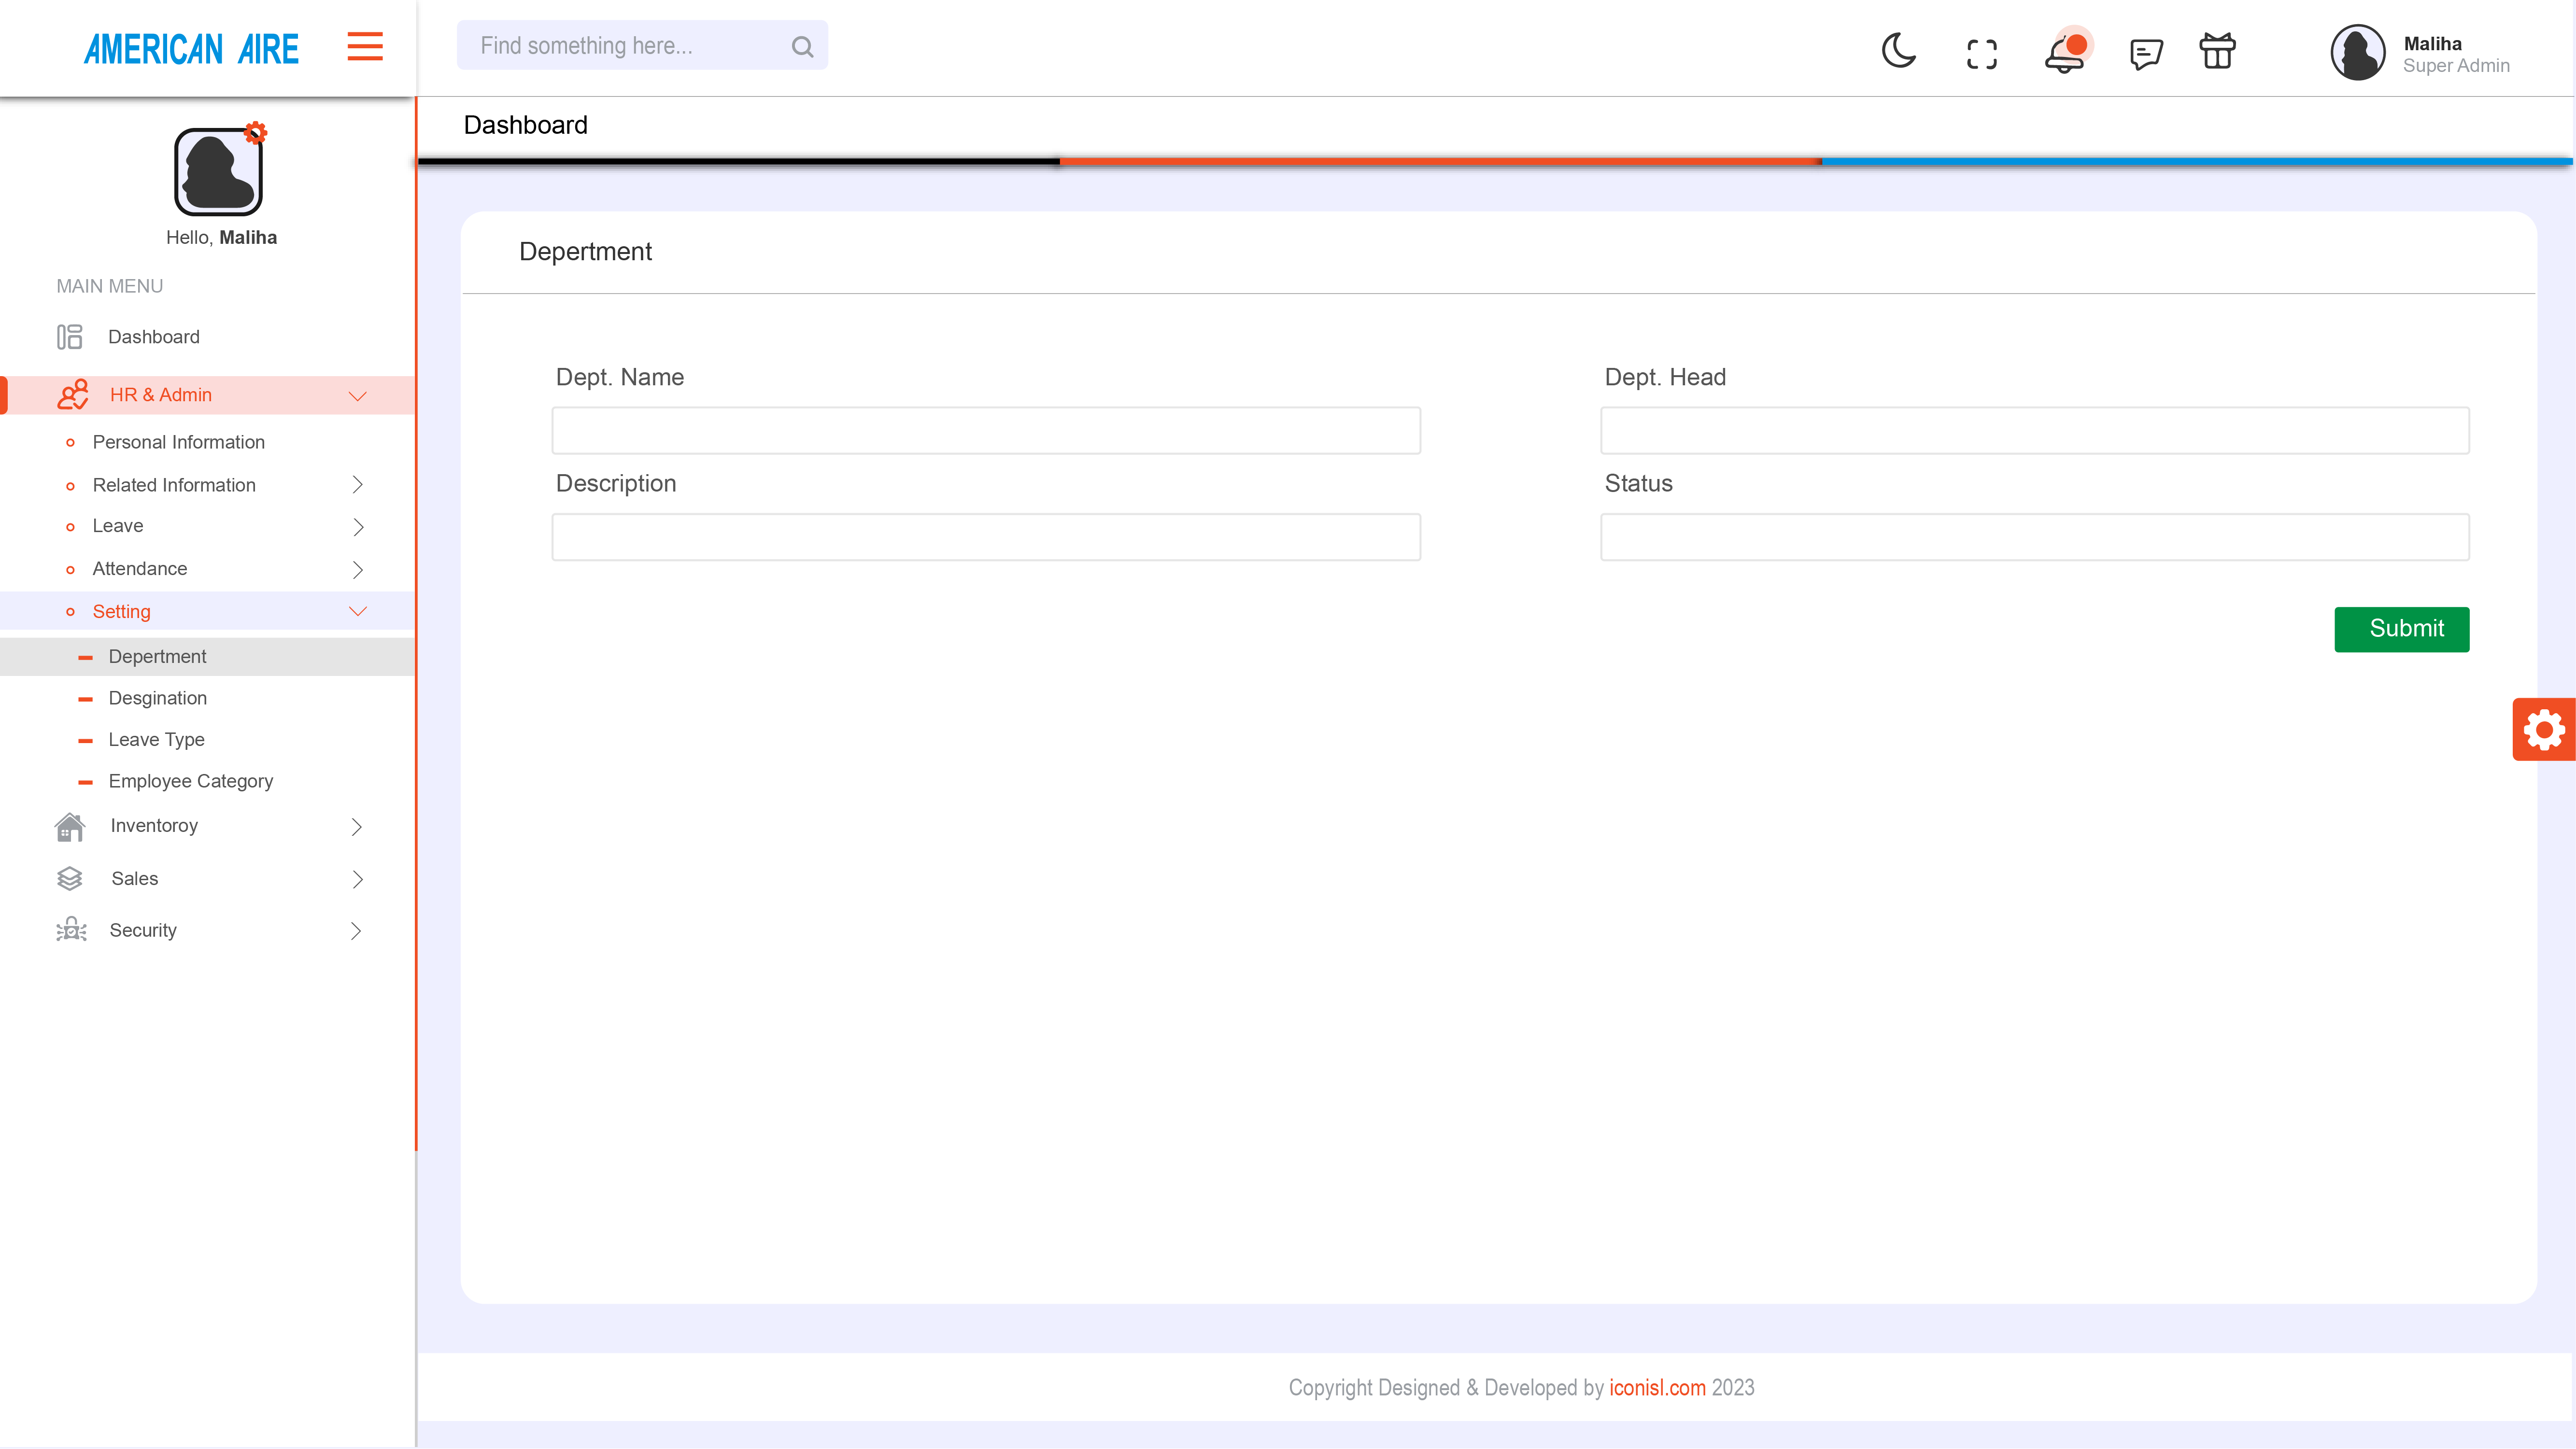 AMERICAN AIRE
Find something here...
Maliha
Super Admin
Dashboard
Hello, Maliha
MAIN MENU
Dashboard
HR & Admin
Personal Information
Related Information
Leave
Attendance
Setting
Depertment
Desgination
Leave Type
Employee Category
Inventoroy
Sales
Security
Depertment
Dept. Name
Dept. Head
Description
Status
Submit
Copyright Designed & Developed by iconisl.com 2023